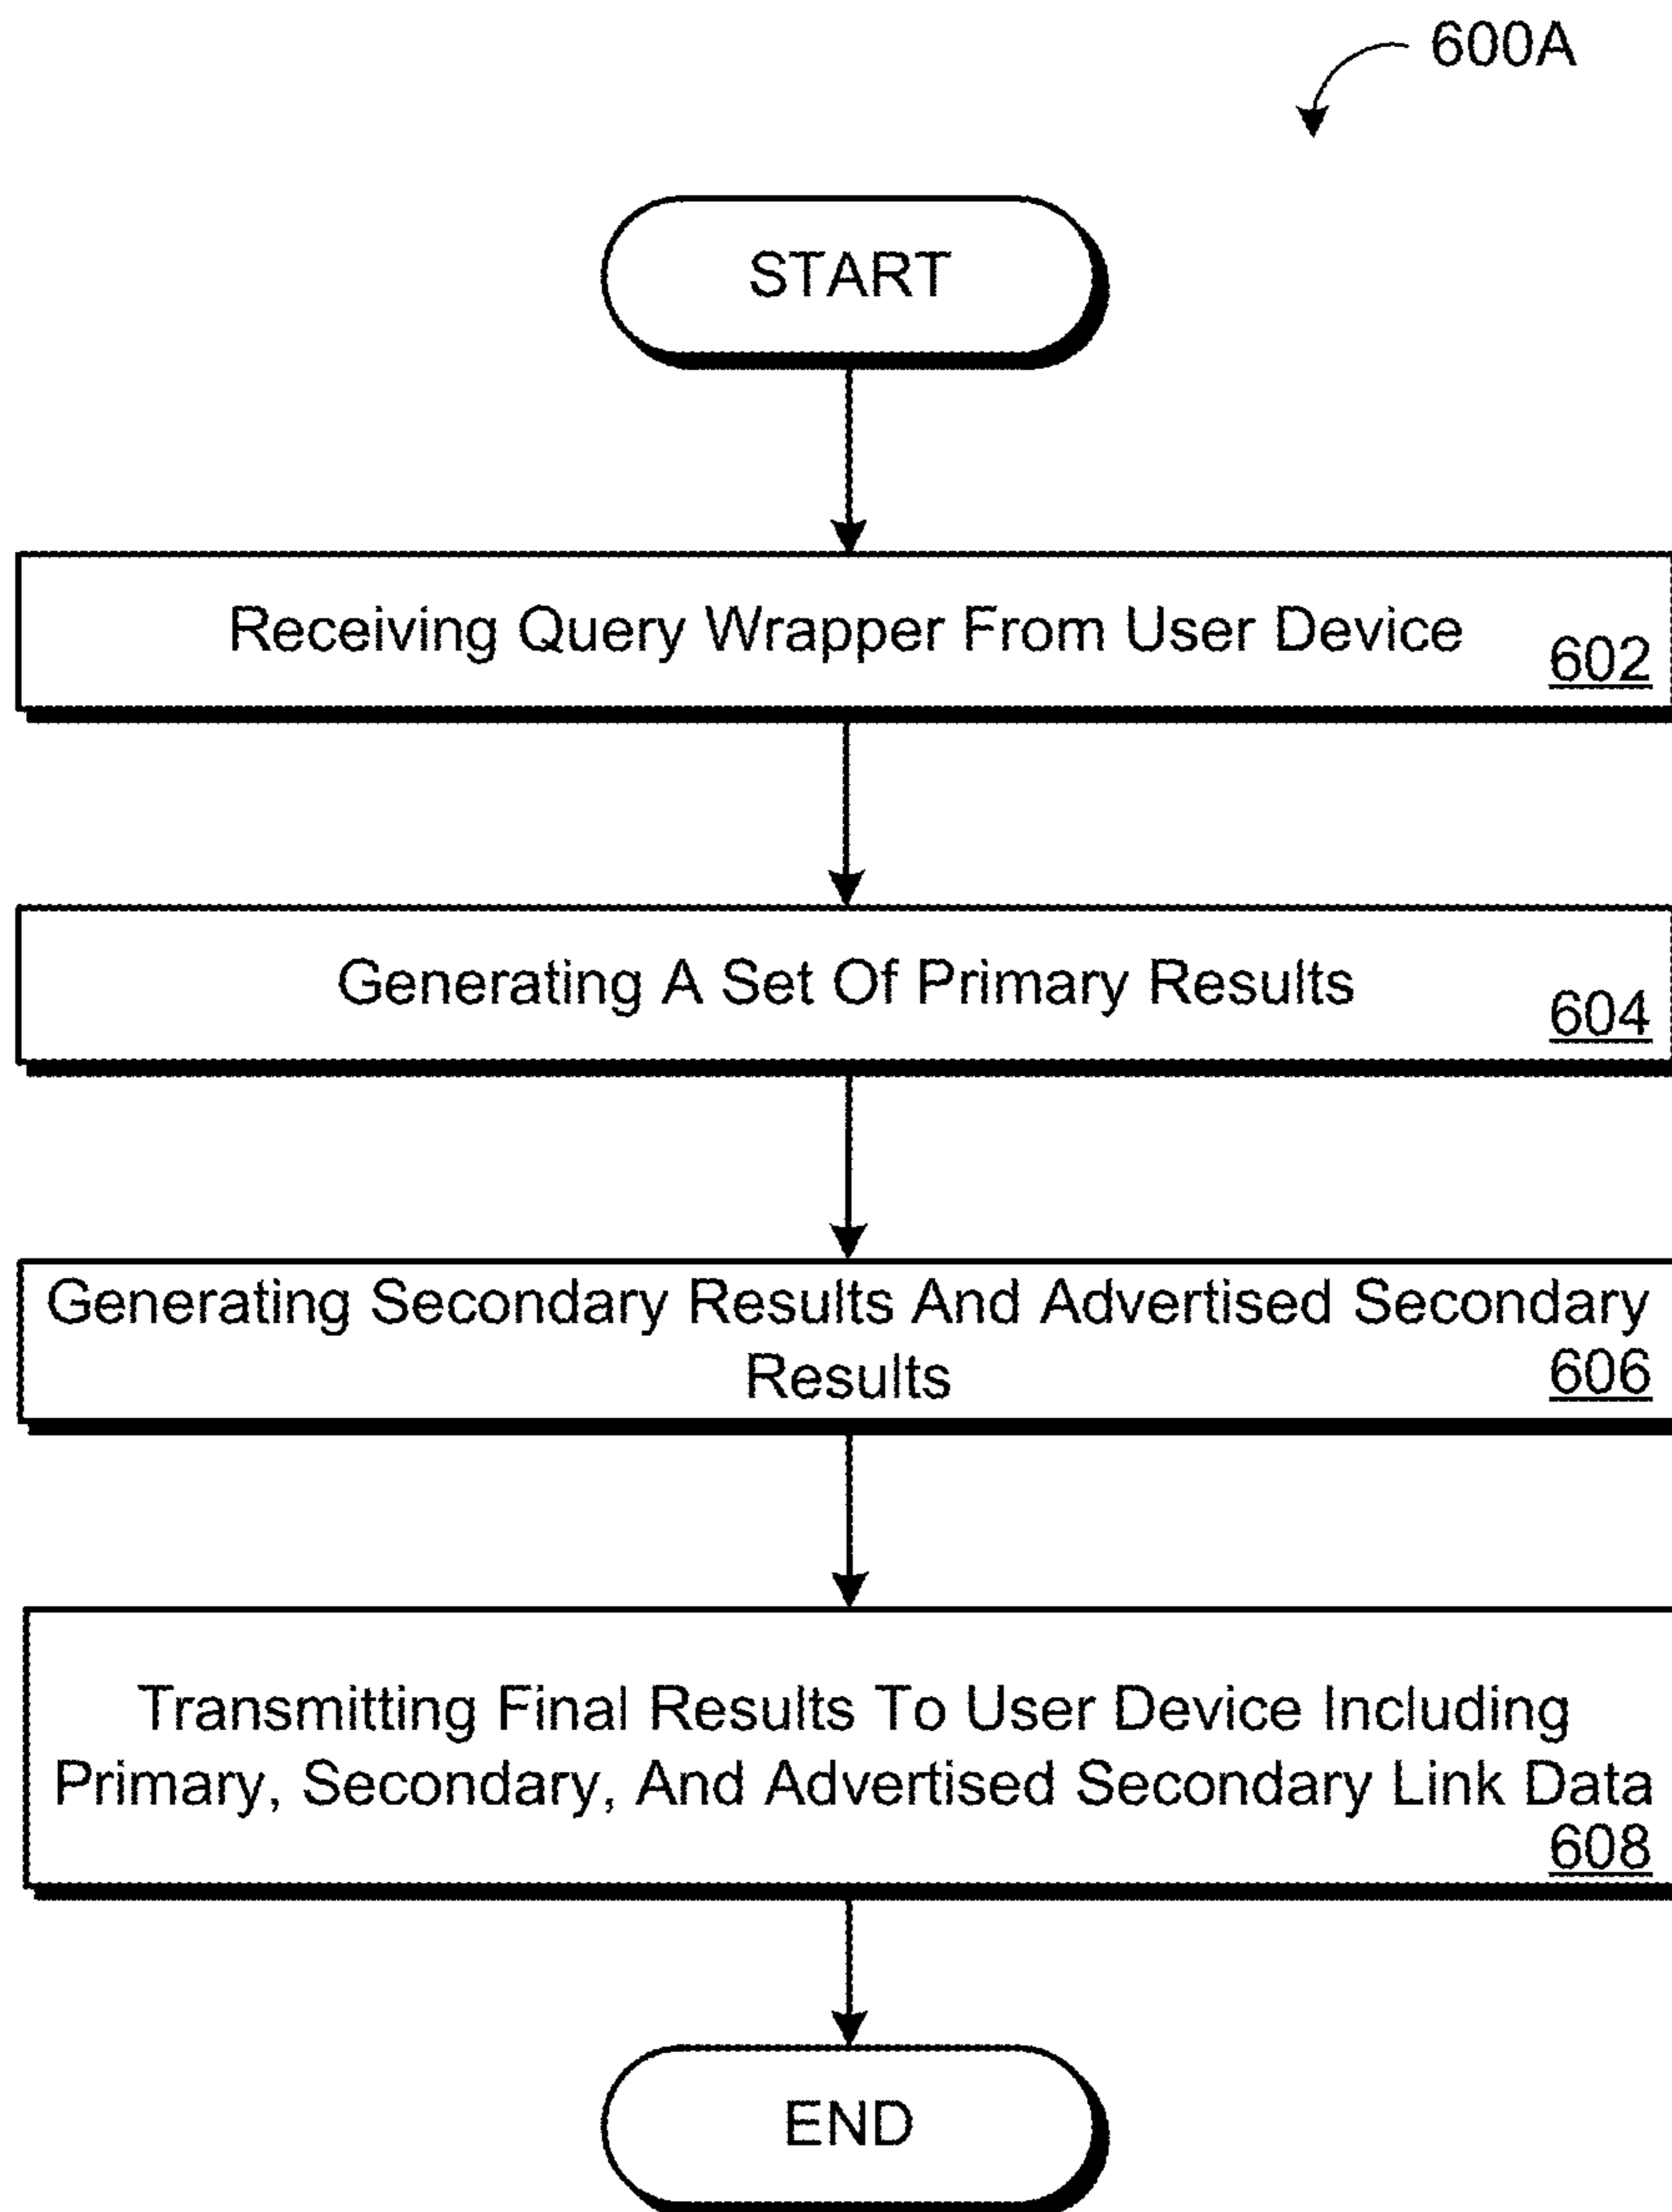 600A
START
Receiving Query Wrapper From User Device
602
Generating A Set Of Primary Results
604
Generating Secondary Results And Advertised Secondary
Results
606
Transmitting Final Results To User Device Including
Primary, Secondary, And Advertised Secondary Link Data
608
END